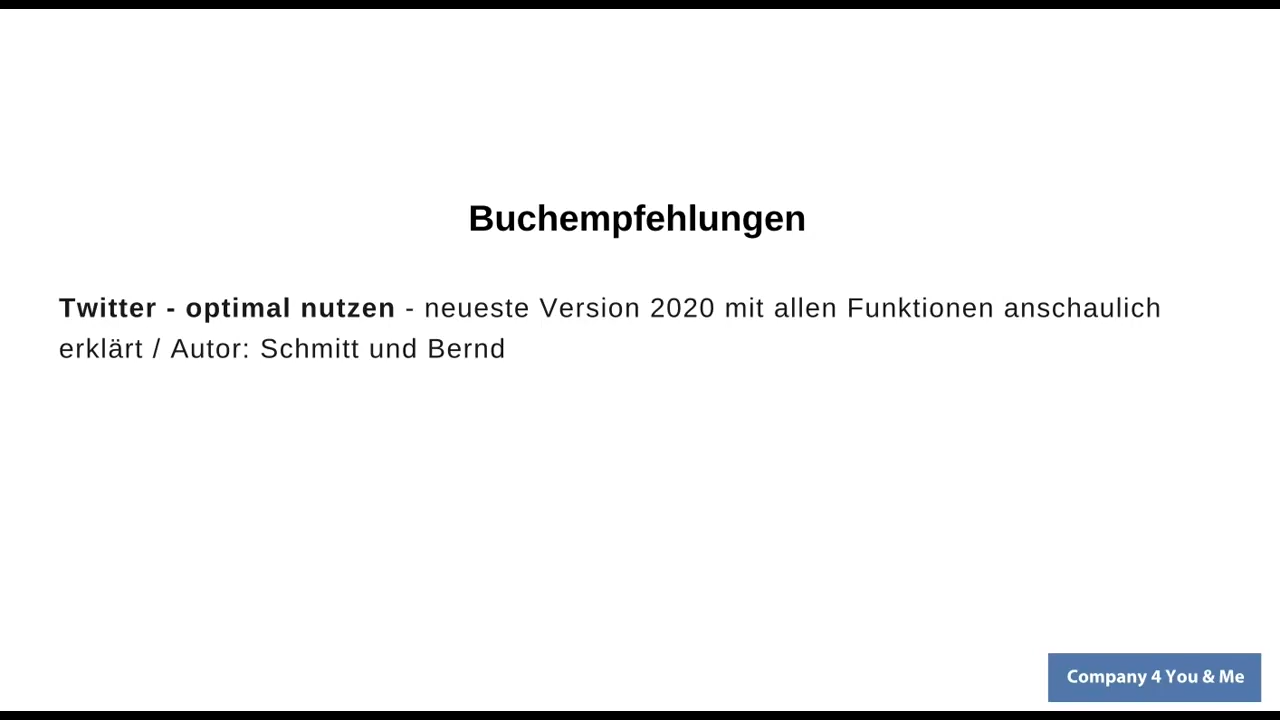 Buchempfehlungen
Twitter - optimal nutzen - neueste Version 2020 mit allen Funktionen anschaulich
erklärt / Autor: Schmitt und Bernd
Company 4 You & Me